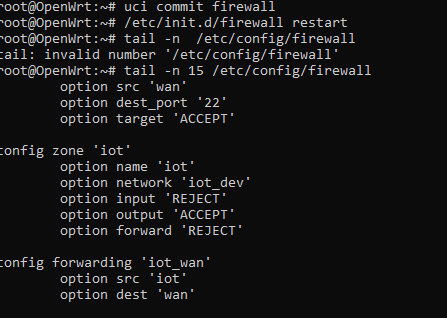 root@OpenWrt:~# uci commit firewall
root@OpenWrt:~# /etc/init.d/firewall restart
root@OpenWrt:~# tail -n  /etc/config/firewall
tail: invalid number '/etc/config/firewall'
root@OpenWrt:~# tail -n 15 /etc/config/firewall
        option src 'wan'
        option dest_port '22'
        option target 'ACCEPT'
config zone 'iot'
        option name 'iot'
        option network 'iot_dev'
        option input 'REJECT'
        option output 'ACCEPT'
        option forward 'REJECT'
config forwarding 'iot_wan'
        option src 'iot'
        option dest 'wan'